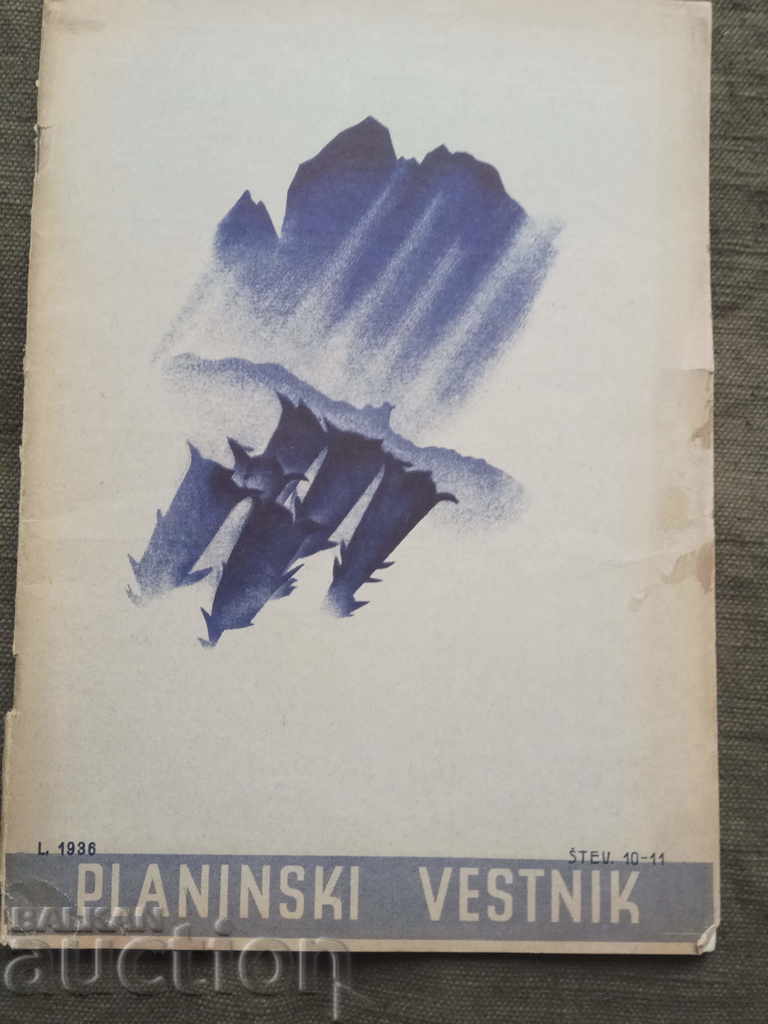 L. 1936
ŠTEV. 10-11
PLANINSKI VESTNIK
BALKAN
auction